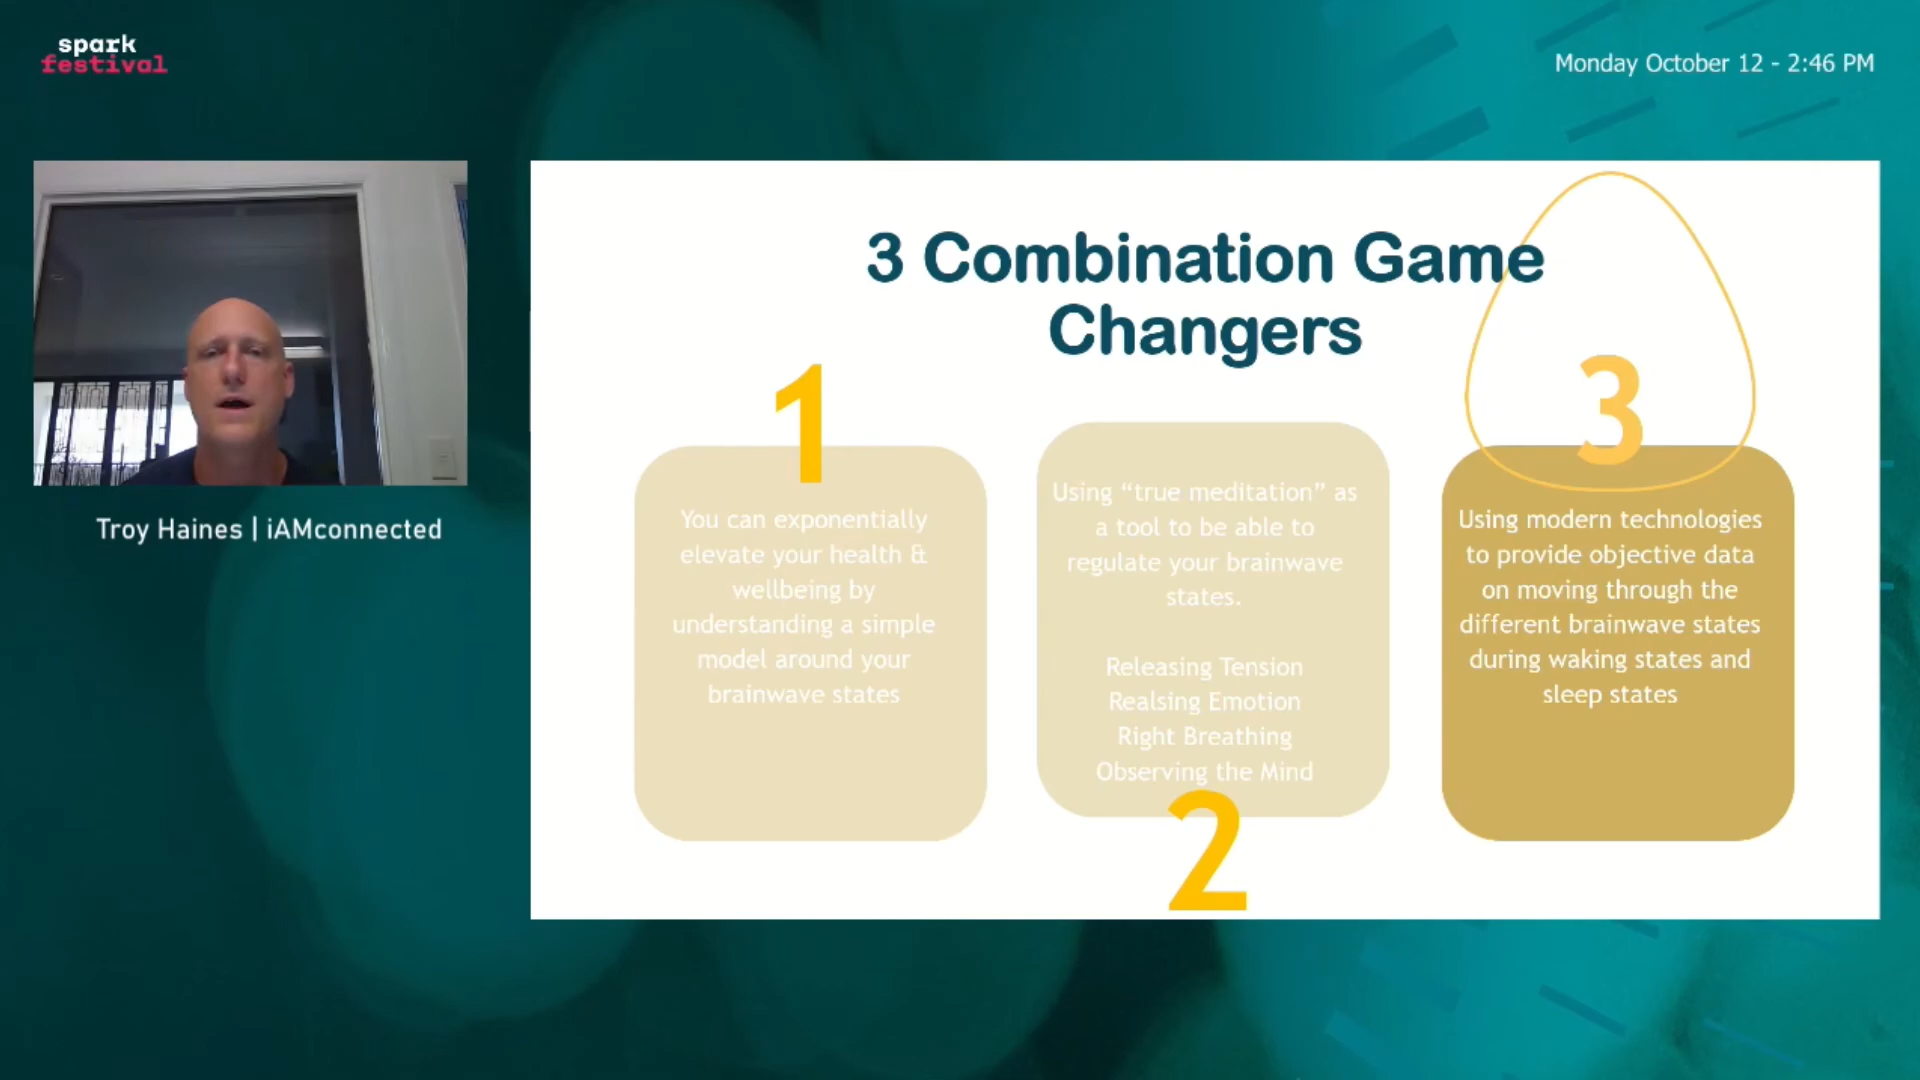 spark
festival
Monday October 12 - 2:46 PM
Troy Haines | iAMconnected
3 Combination Game
Changers
1
You can exponentially
elevate your health &
wellbeing by
understanding a simple
model around your
brainwave states
Using “true meditation” as
a tool to be able to
regulate your brainwave
states.
Releasing Tension
Realsing Emotion
Right Breathing
Observing the Mind
2
3
Using modern technologies
to provide objective data
on moving through the
different brainwave states
during waking states and
sleep states